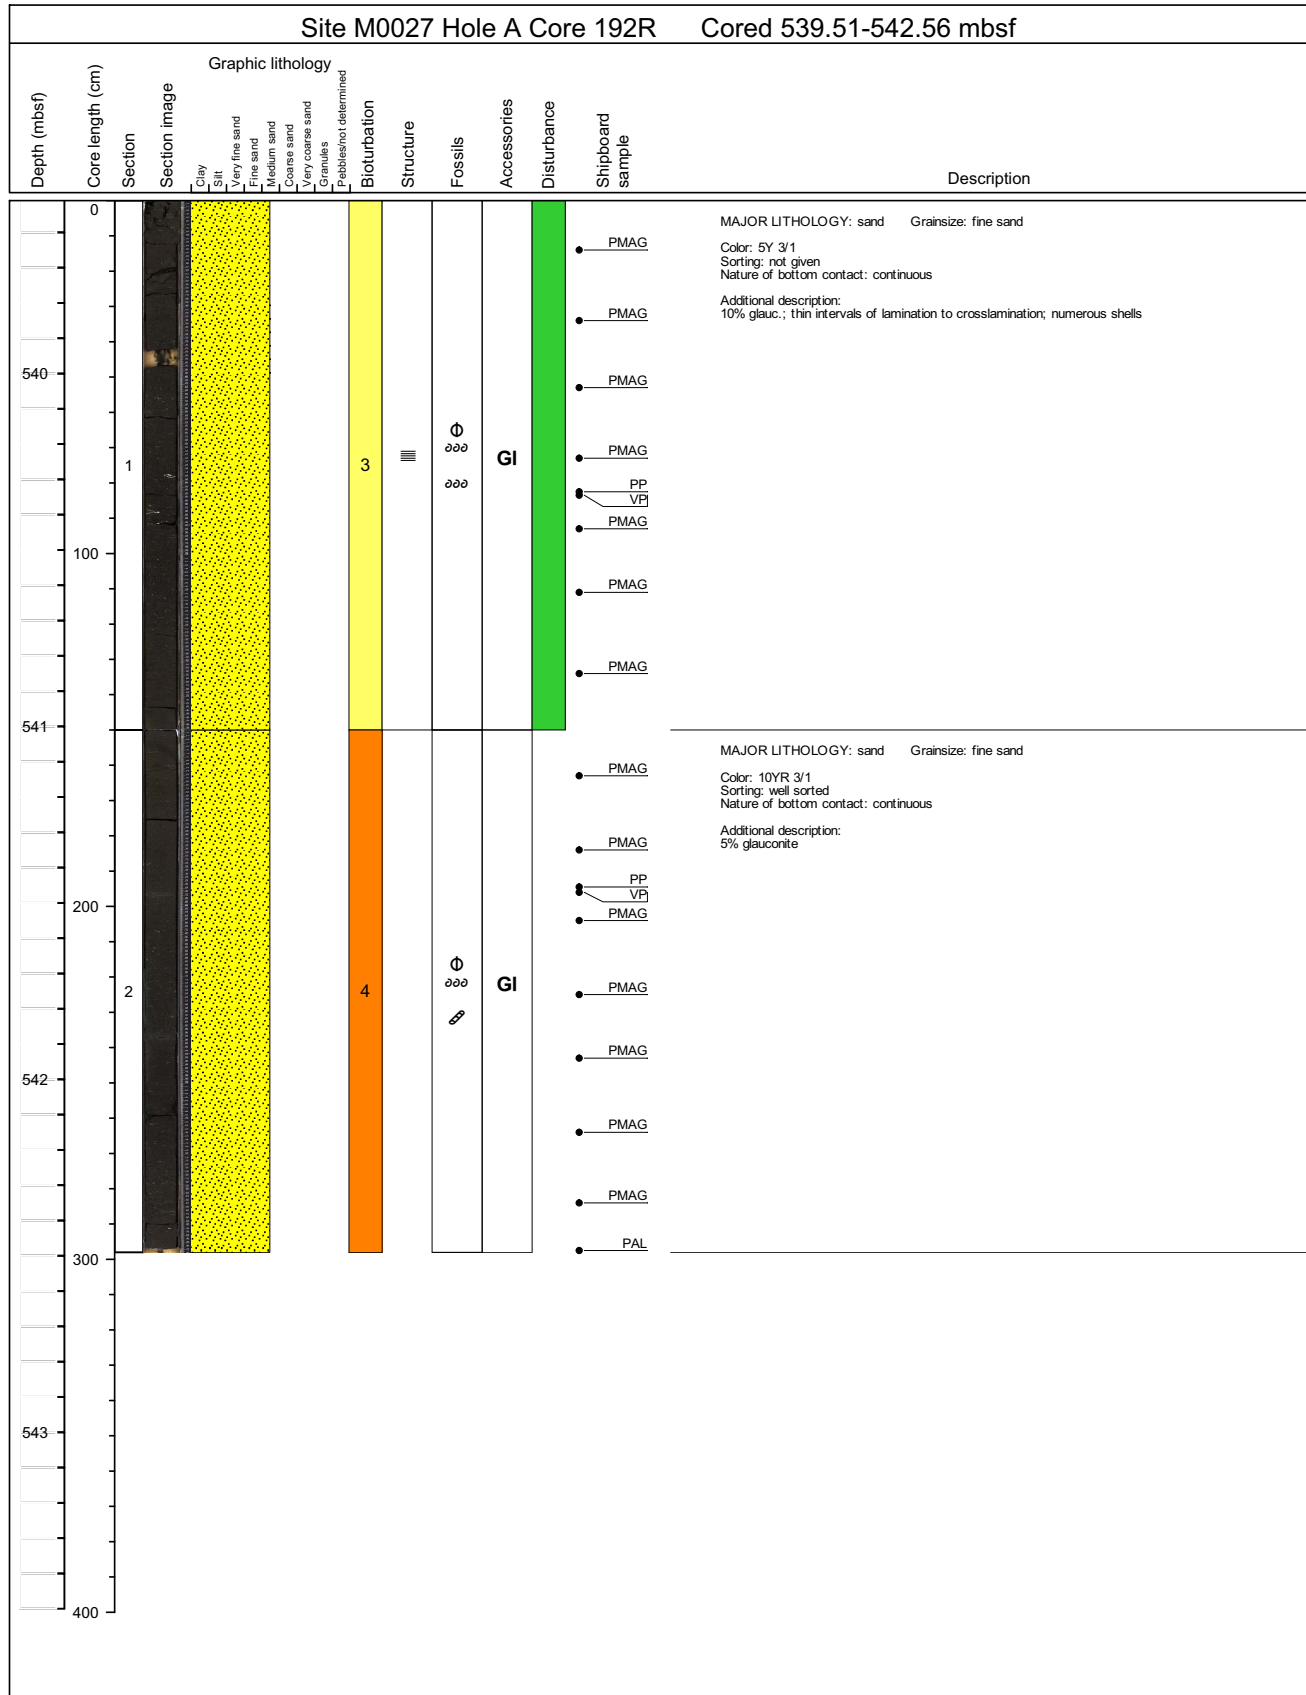 Site M0027 Hole A Core 192R Cored 539.51-542.56 mbsf
Graphic lithology
Depth (mbsf)
Core length (cm)
Section
Section image
Clay
Silt
Very fine sand
Fine sand
Medium sand
Coarse sand
Very coarse sand
Granules
Pebbles/not determined
Bioturbation
Structure
Fossils
Accessories
Disturbance
Shipboard
sample
Description
0
MAJOR LITHOLOGY: sand Grainsize: fine sand
PMAG
Color: 5Y 3/1
Sorting: not given
Nature of bottom contact: continuous
Additional description:
10% glauc.; thin intervals of lamination to crosslamination; numerous shells
PMAG
540
PMAG
1
3
GI
PMAG
PP
VP
PMAG
100
PMAG
PMAG
541
MAJOR LITHOLOGY: sand Grainsize: fine sand
PMAG
Color: 10YR 3/1
Sorting: well sorted
Nature of bottom contact: continuous
Additional description:
5% glauconite
PMAG
PP
VP
200
PMAG
2
4
GI
PMAG
PMAG
542
PMAG
PMAG
PAL
300
543
400